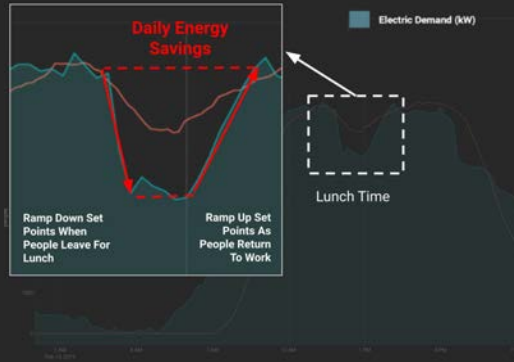 Daily Energy
Savings
Electric Demand (kW)
Lunch Time
Ramp Down Set
Points When
People Leave For
Lunch
Ramp Up Set
Points As
People Return
To Work